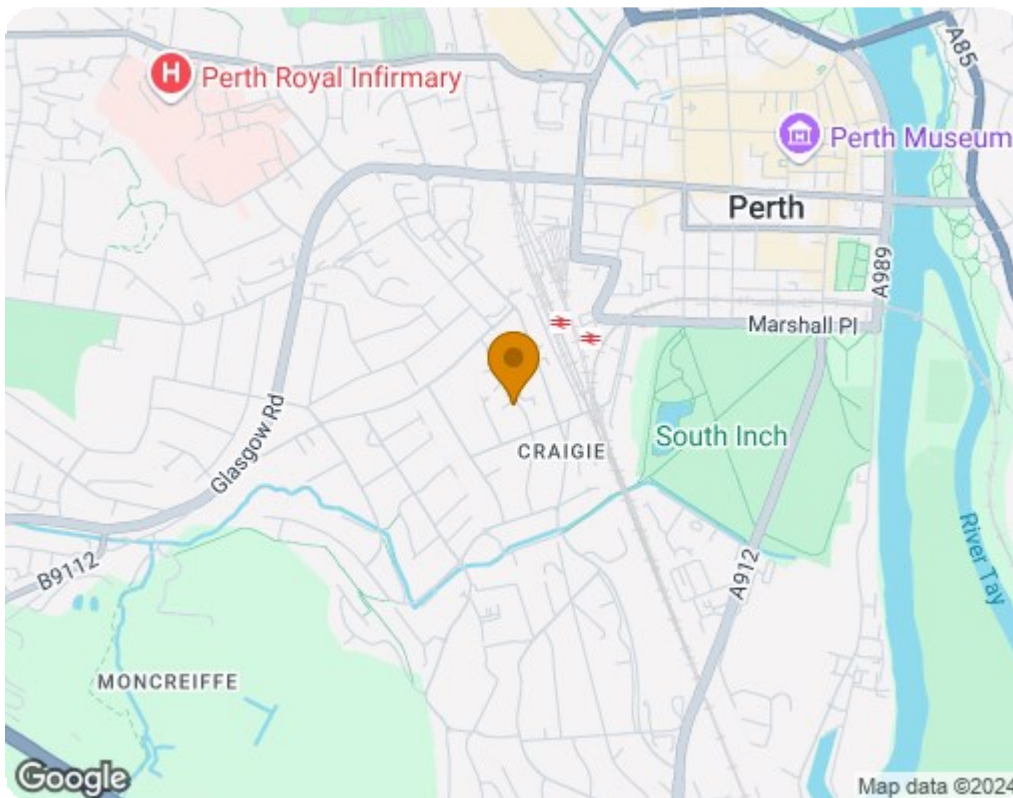 A85
H
Perth Royal Infirmary
Perth Museum
Perth
A989
Marshall Pl
Glasgow Rd
South Inch
CRAIGIE
River Tay
B9112
A912
MONCREIFFE
Google
Map data ©2024